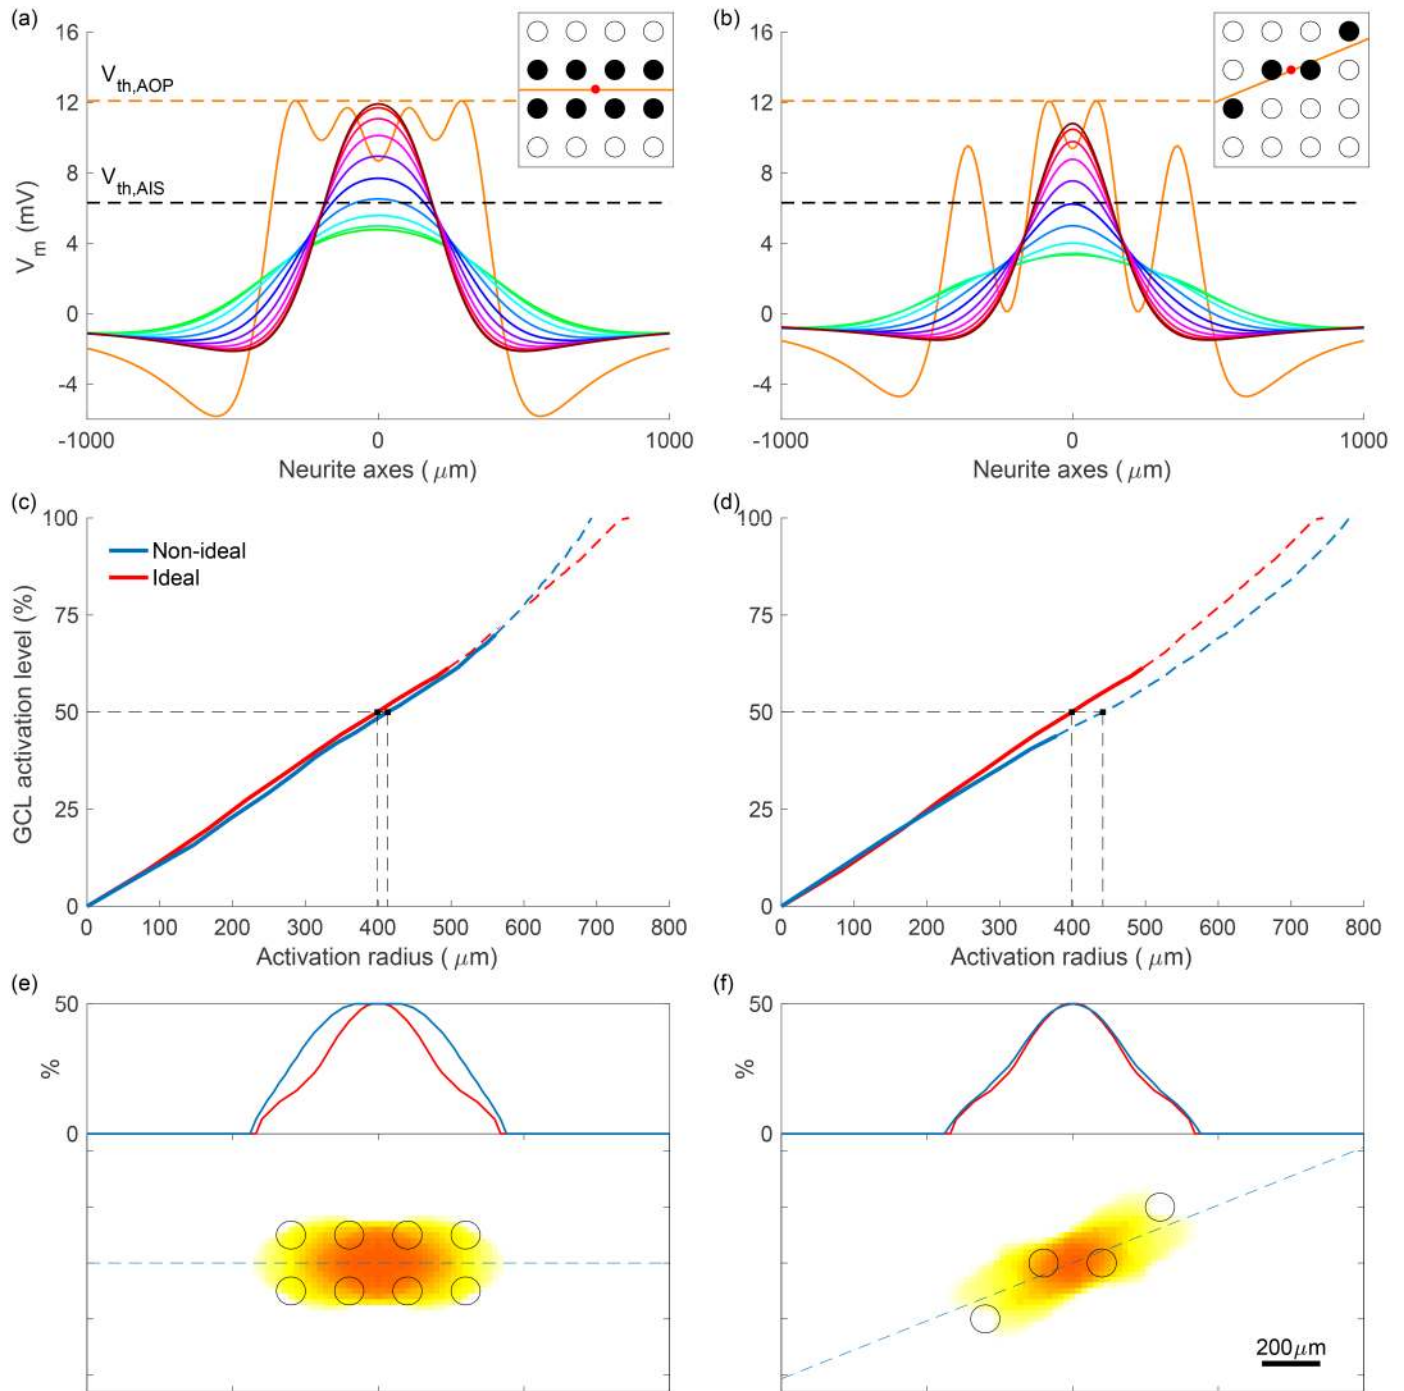 (a)
16
12
8
4
0
-4
V_m (mV)
V_th,AOP
V_th,AIS
-1000
0
1000
Neurite axes ( μm)
(b)
16
12
8
4
0
-4
-1000
0
1000
Neurite axes ( μm)
(c)
100
75
50
25
0
GCL activation level (%)
Non-ideal
Ideal
0 100 200 300 400 500 600 700 800
Activation radius ( μm)
(d)
100
75
50
25
0
0 100 200 300 400 500 600 700 800
Activation radius ( μm)
(e)
50
0
%
(f)
50
0
%
200μm